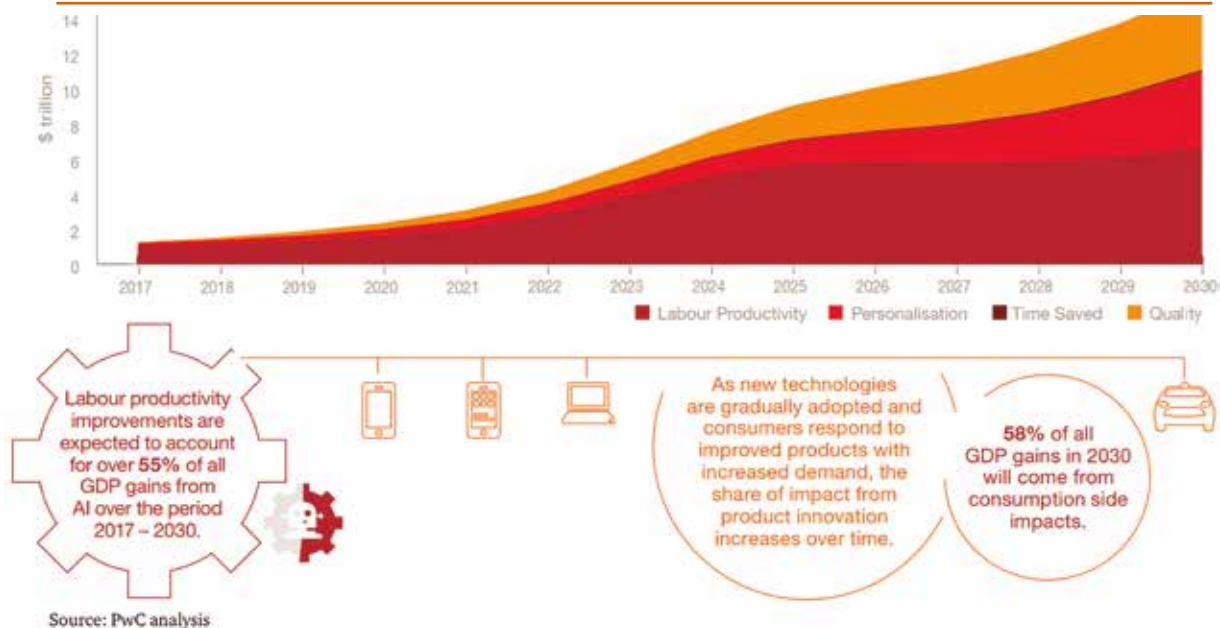 14
12
10
8
6
4
2
0
$ trillion
2017 2018 2019 2020 2021 2022 2023 2024 2025 2026 2027 2028 2029 2030
Labour Productivity Personalisation Time Saved Quality
Labour productivity
improvements are
expected to account
for over 55% of all
GDP gains from
AI over the period
2017 – 2030.
As new technologies
are gradually adopted and
consumers respond to
improved products with
increased demand, the
share of impact from
product innovation
increases over time.
58% of all
GDP gains in 2030
will come from
consumption side
impacts.
Source: PwC analysis